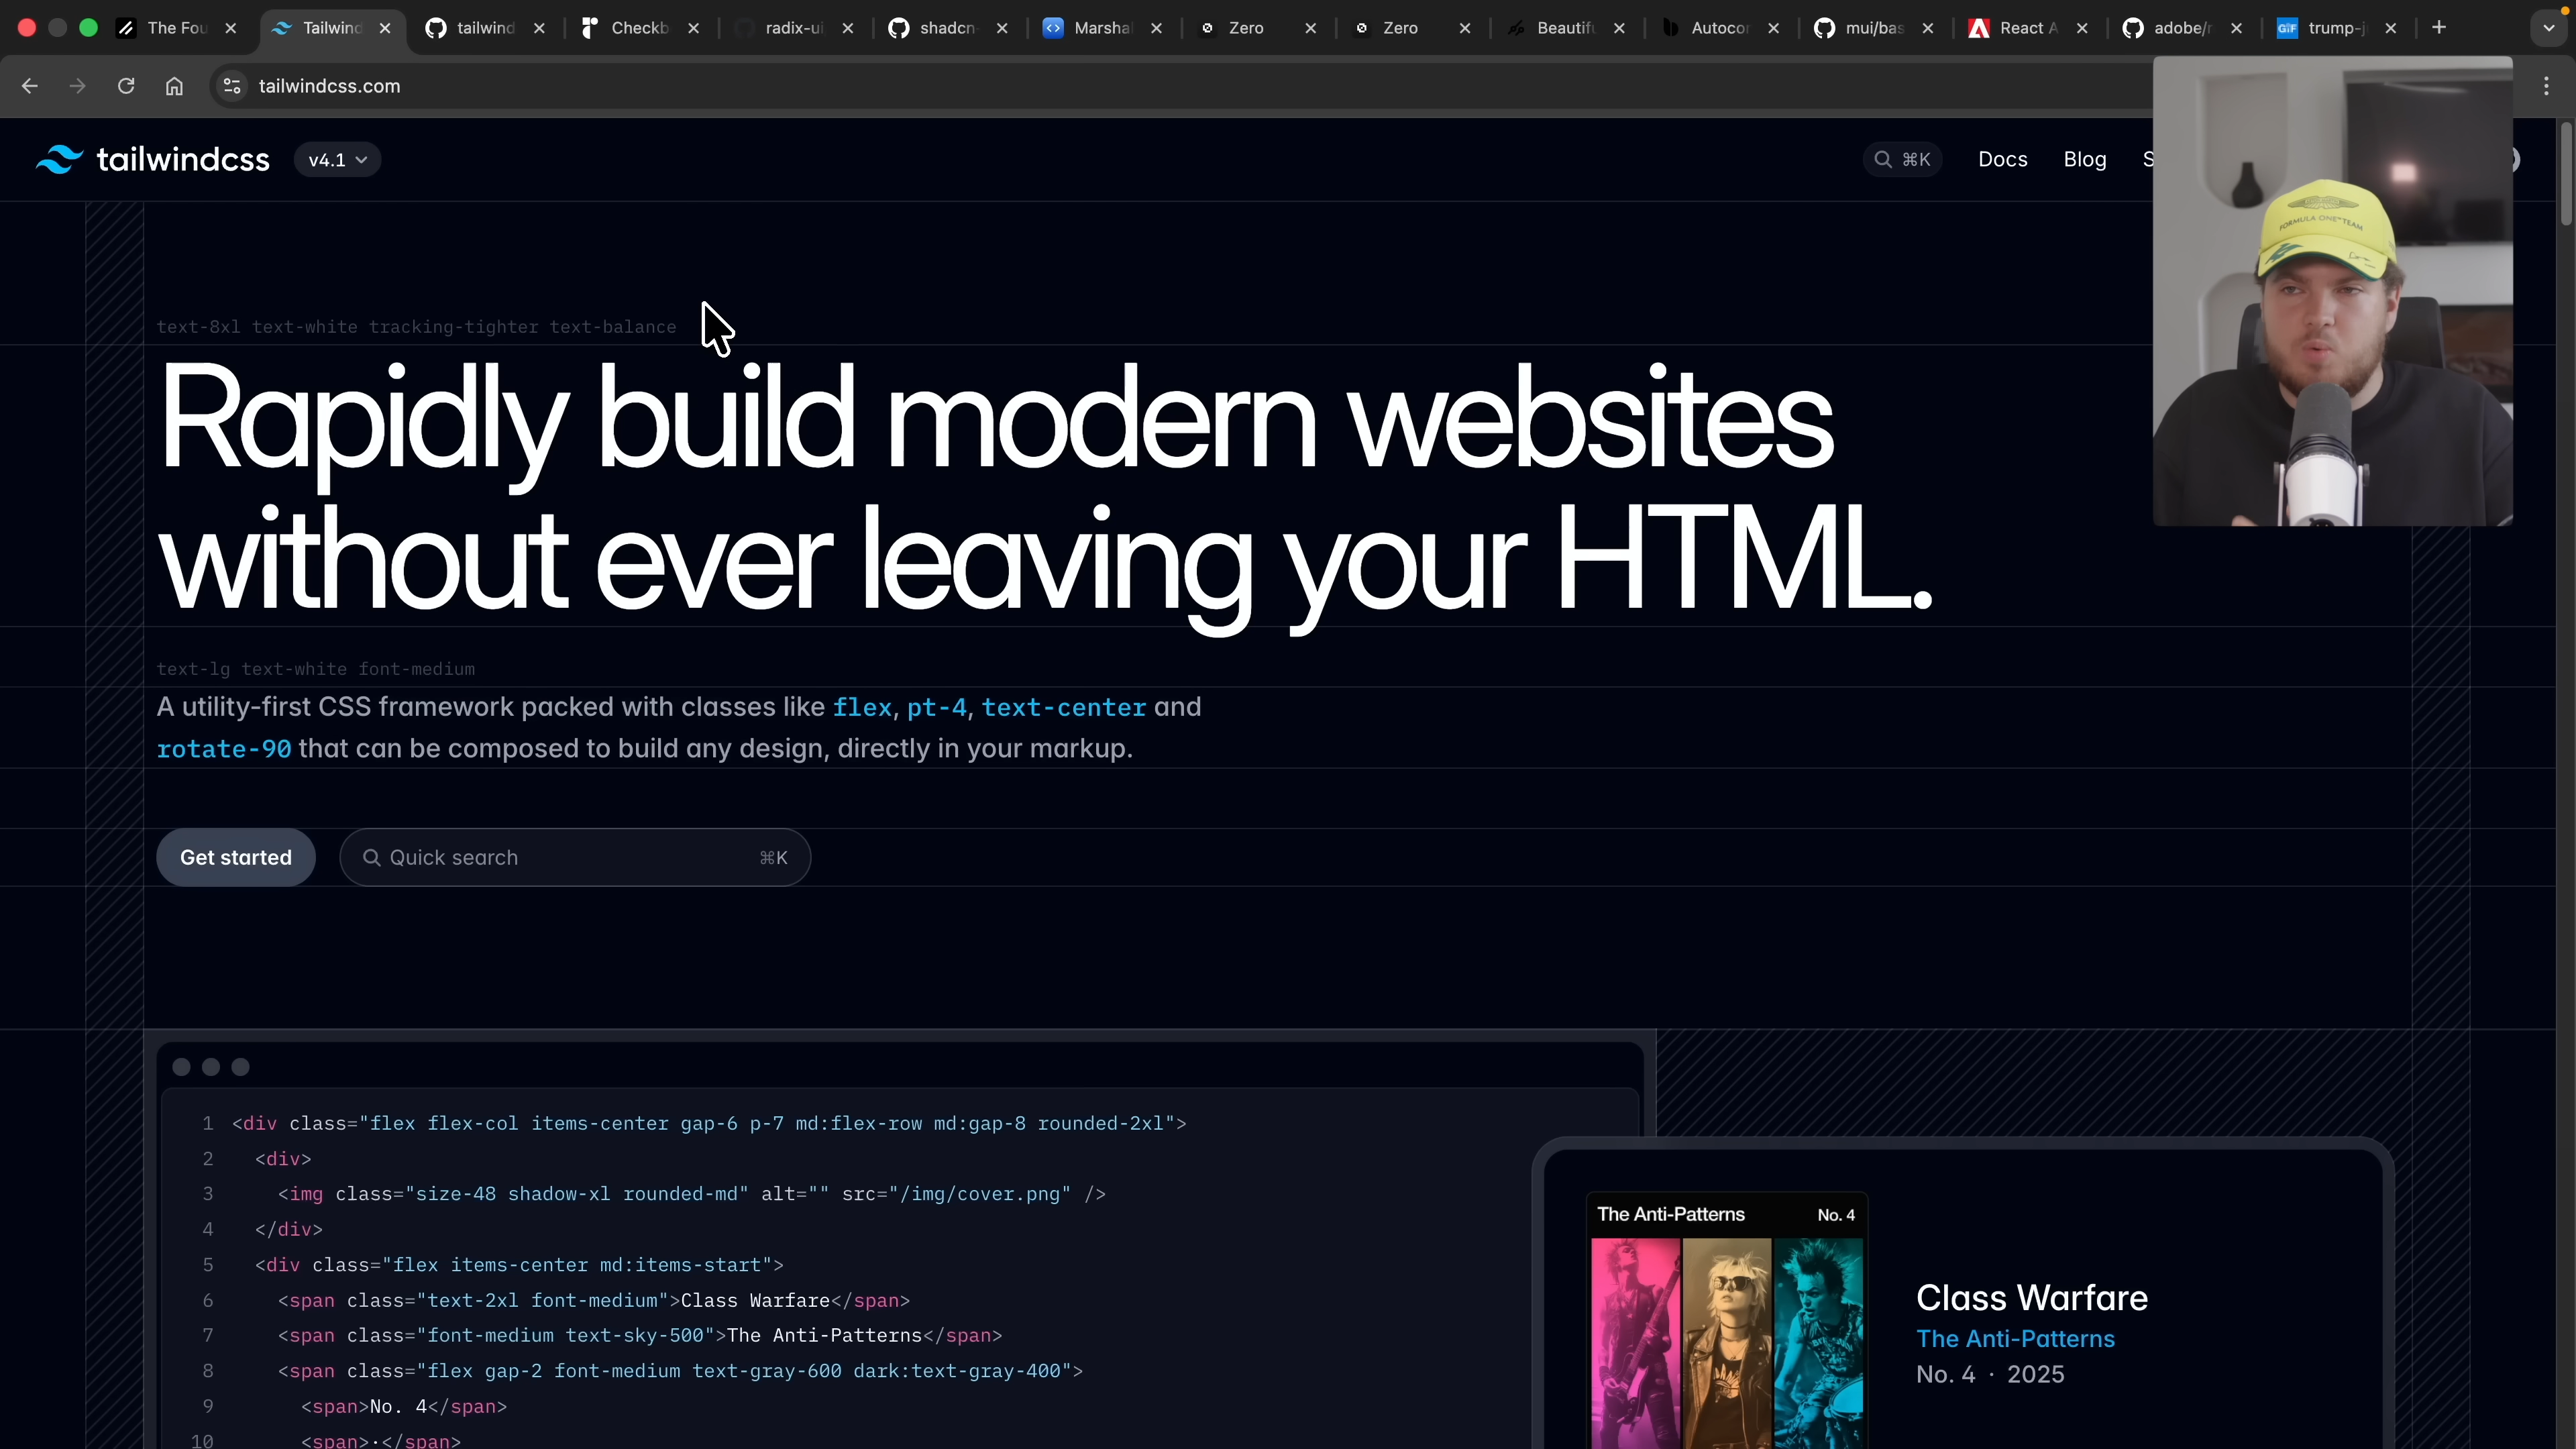 The Fou
Tailwind
tailwind
Checkb
radix-ui
shadcn-
Marshal
Zero
Zero
Beautifu
Autocor
mui/bas
React A
adobe/r
GIF
trump-j
tailwindcss.com
tailwindcss
v4.1
⌘K
Docs
Blog
S
FORMULA ONE TEAM
text-8xl text-white tracking-tighter text-balance
Rapidly build modern websites
without ever leaving your HTML.
text-lg text-white font-medium
A utility-first CSS framework packed with classes like flex, pt-4, text-center and
rotate-90 that can be composed to build any design, directly in your markup.
Get started
Quick search
⌘K
1 <div class="flex flex-col items-center gap-6 p-7 md:flex-row md:gap-8 rounded-2xl">
2 <div>
3 <img class="size-48 shadow-xl rounded-md" alt="" src="/img/cover.png" />
4 </div>
5 <div class="flex items-center md:items-start">
6 <span class="text-2xl font-medium">Class Warfare</span>
7 <span class="font-medium text-sky-500">The Anti-Patterns</span>
8 <span class="flex gap-2 font-medium text-gray-600 dark:text-gray-400">
9 <span>No. 4</span>
10 <span>·</span>
The Anti-Patterns
No. 4
Class Warfare
The Anti-Patterns
No. 4 · 2025